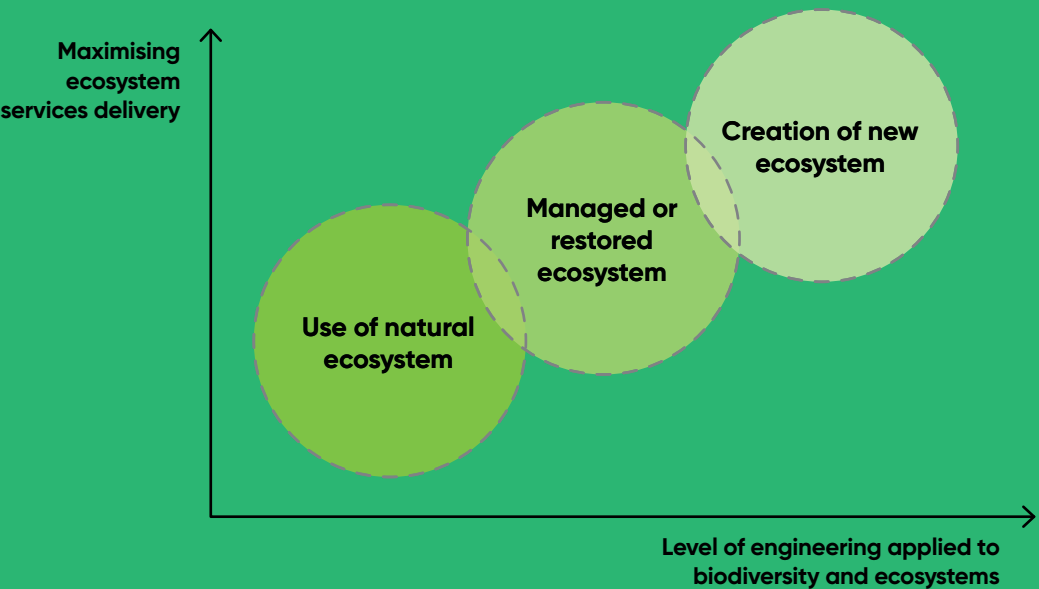 Maximising
ecosystem
services delivery
Creation of new
ecosystem
Managed or
restored
ecosystem
Use of natural
ecosystem
Level of engineering applied to
biodiversity and ecosystems